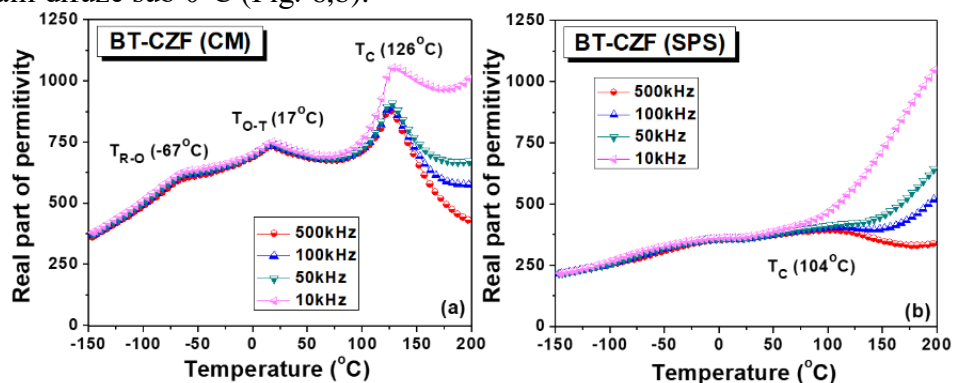 BT-CZF (CM)
T_C (126°C)
T_O-T (17°C)
T_R-O (-67°C)
500kHz
100kHz
50kHz
10kHz
(a)
Real part of permitivity
1250
1000
750
500
250
0
-150 -100 -50 0 50 100 150 200
Temperature (°C)
BT-CZF (SPS)
500kHz
100kHz
50kHz
10kHz
T_C (104°C)
(b)
Real part of permitivity
1250
1000
750
500
250
0
-150 -100 -50 0 50 100 150 200
Temperature (°C)